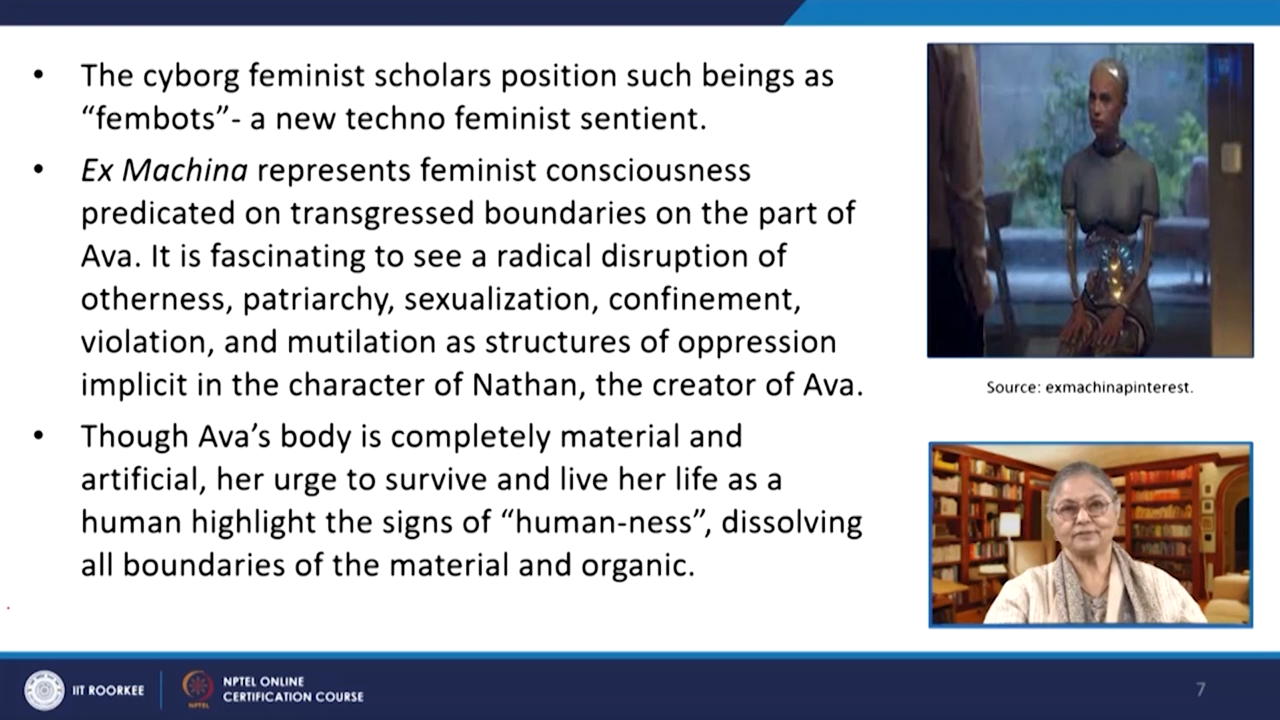 • The cyborg feminist scholars position such beings as
“fembots”- a new techno feminist sentient.
• Ex Machina represents feminist consciousness
predicated on transgressed boundaries on the part of
Ava. It is fascinating to see a radical disruption of
otherness, patriarchy, sexualization, confinement,
violation, and mutilation as structures of oppression
implicit in the character of Nathan, the creator of Ava.
• Though Ava’s body is completely material and
artificial, her urge to survive and live her life as a
human highlight the signs of “human-ness”, dissolving
all boundaries of the material and organic.
Source: exmachinapinterest.
IIT ROORKEE
NPTEL
NPTEL ONLINE
CERTIFICATION COURSE
7